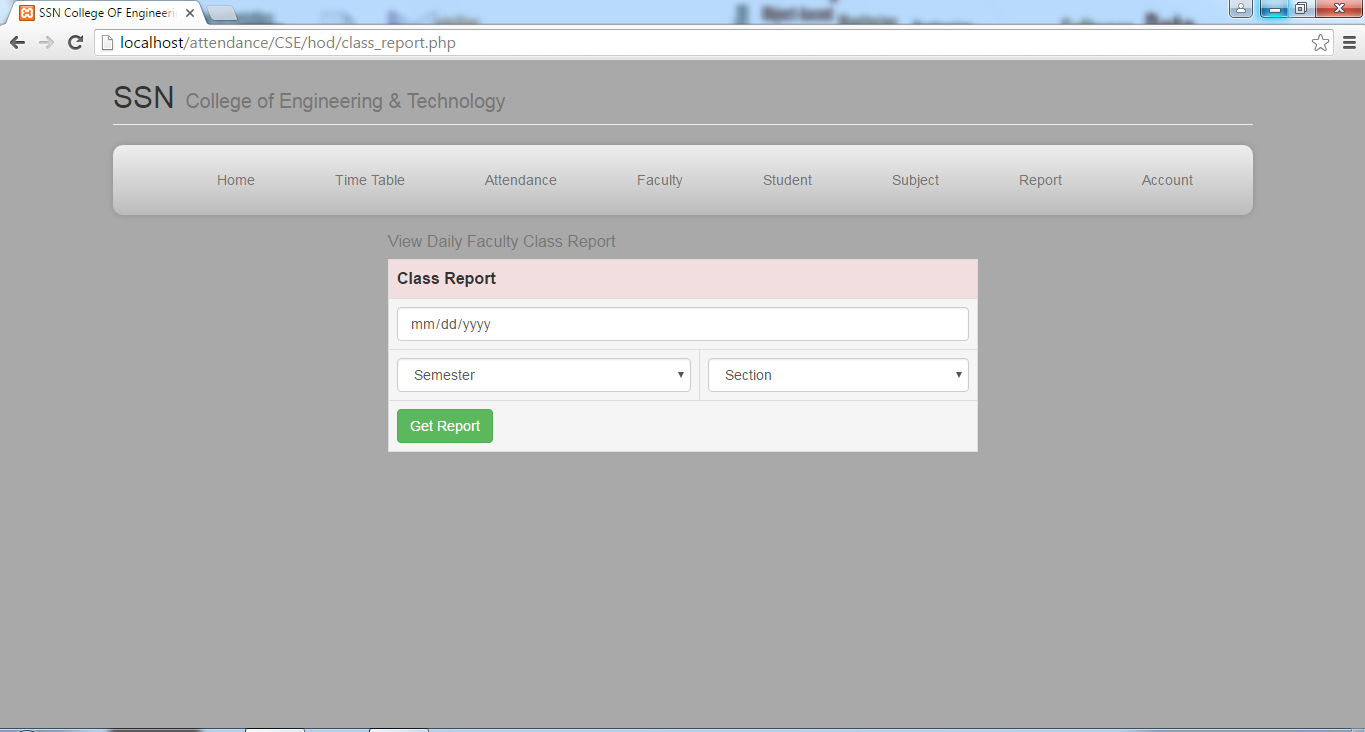 SSN College OF Engineeri
localhost/attendance/CSE/hod/class_report.php
SSN College of Engineering & Technology
Home Time Table Attendance Faculty Student Subject Report Account
View Daily Faculty Class Report
Class Report
mm/dd/yyyy
Semester Section
Get Report